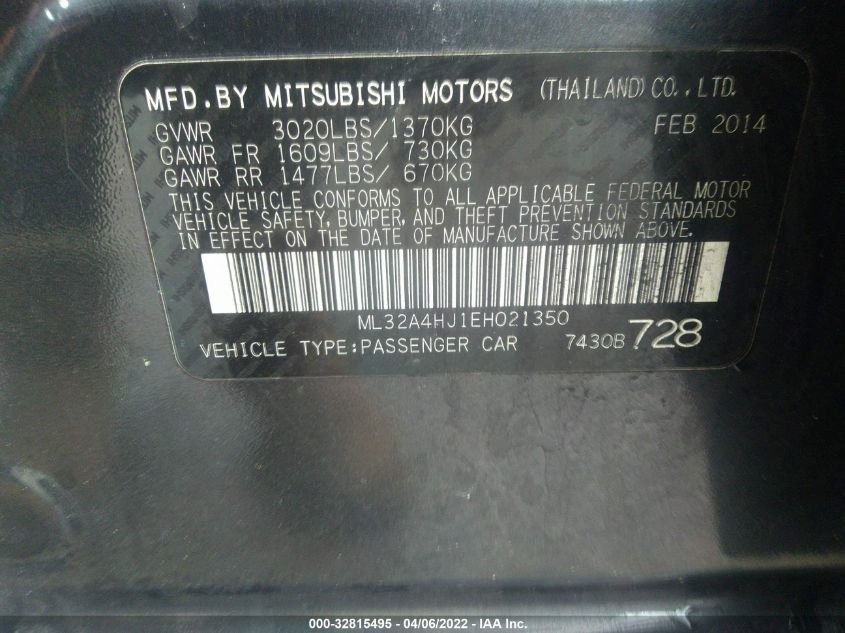 MFD.BY MITSUBISHI MOTORS (THAILAND) CO.,LTD.
GVWR 3020LBS/1370KG FEB 2014
GAWR FR 1609LBS/ 730KG
GAWR RR 1477LBS/ 670KG
THIS VEHICLE CONFORMS TO ALL APPLICABLE FEDERAL MOTOR
VEHICLE SAFETY, BUMPER, AND THEFT PREVENTION STANDARDS
IN EFFECT ON THE DATE OF MANUFACTURE SHOWN ABOVE.
ML32A4HJ1EH021350
VEHICLE TYPE:PASSENGER CAR 7430B 728
000-32815495 - 04/06/2022 - IAA Inc.